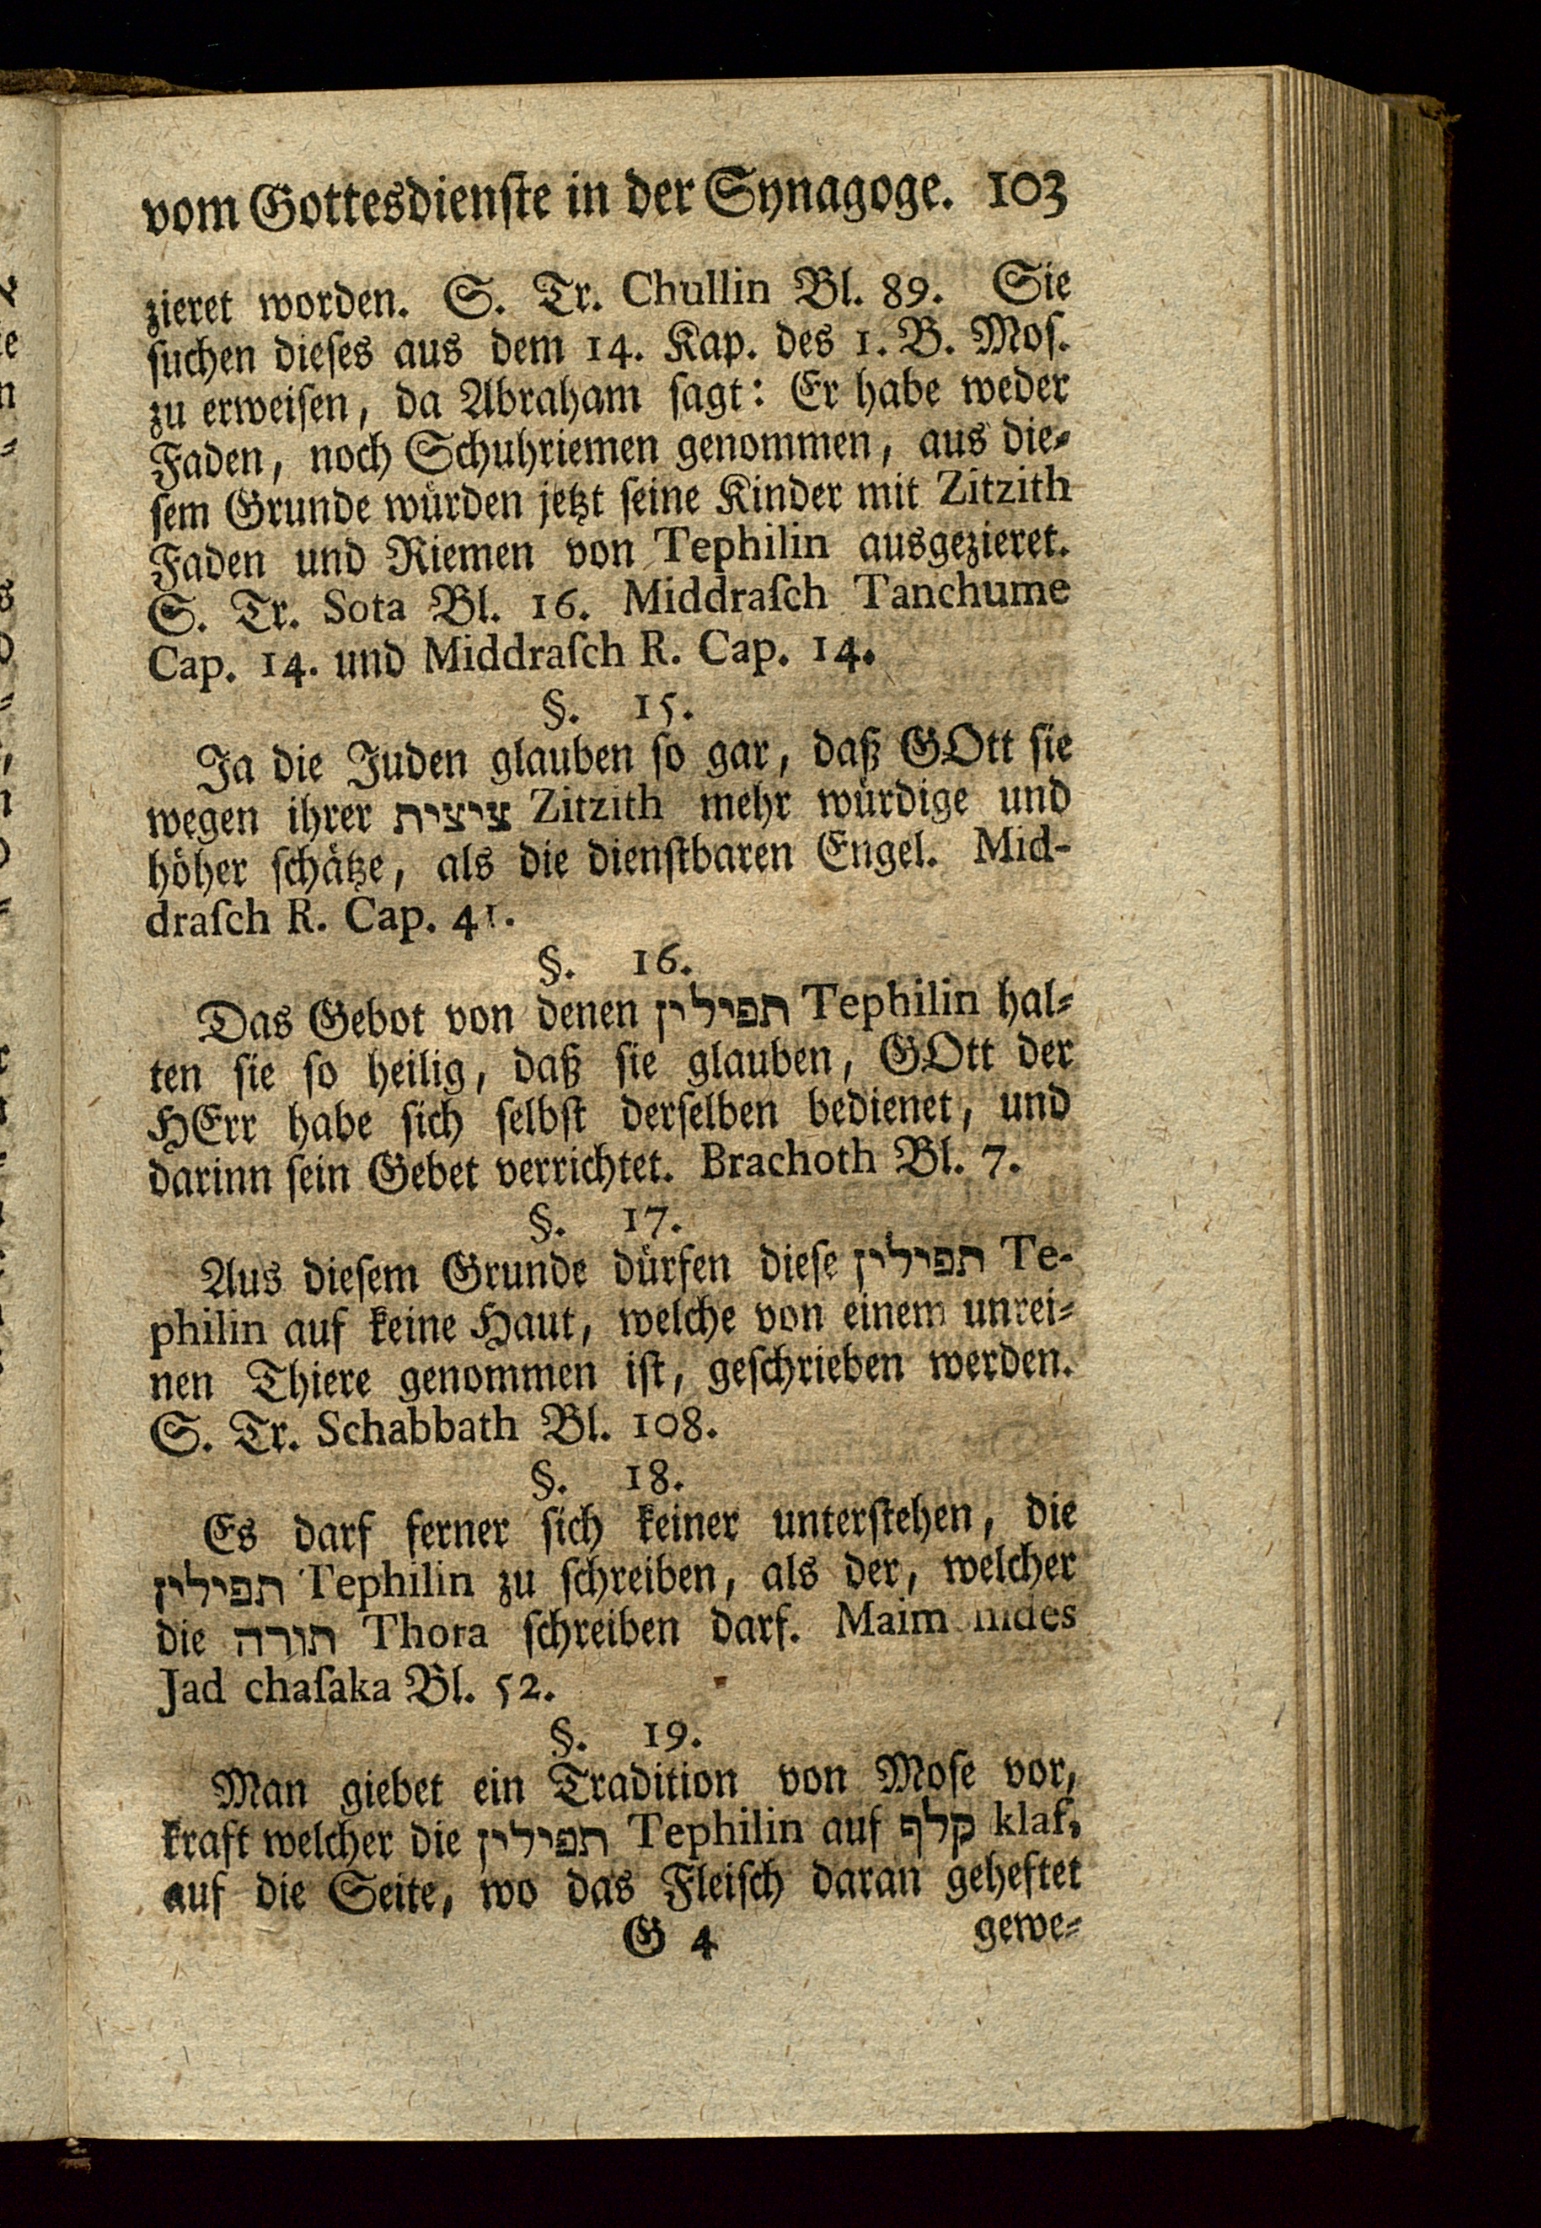 vom Gottesdienste in der Synagoge. 103
zieret worden. S. Tr. Chullin Bl. 89. Sie
suchen dieses aus dem 14. Kap. des 1. B. Mos.
zu erweisen, da Abraham sagt: Er habe weder
Faden, noch Schuhriemen genommen, aus die-
sem Grunde würden jetzt seine Kinder mit Zitzith
Faden und Riemen von Tephilin ausgezieret.
S. Tr. Sota Bl. 16. Middraſch Tanchume
Cap. 14. und Middraſch R. Cap. 14.
§. 15.
Ja die Juden glauben so gar, daß GOtt sie
wegen ihrer ציצית Zitzith mehr würdige und
höher schätze, als die dienstbaren Engel. Mid-
draſch R. Cap. 41.
§. 16.
Das Gebot von denen תפילין Tephilin hal-
ten sie so heilig, daß sie glauben, GOtt der
HErr habe sich selbst derselben bedienet, und
darinn sein Gebet verrichtet. Brachoth Bl. 7.
§. 17.
Aus diesem Grunde dürfen diese תפילין Te-
philin auf keine Haut, welche von einem unrei-
nen Thiere genommen ist, geschrieben werden.
S. Tr. Schabbath Bl. 108.
§. 18.
Es darf ferner sich keiner unterstehen, die
תפילין Tephilin zu schreiben, als der, welcher
die תורה Thora schreiben darf. Maim nides
Jad chaſaka Bl. 52.
§. 19.
Man giebet ein Tradition von Mose vor,
kraft welcher die תפילין Tephilin auf קלף klaf,
auf die Seite, wo das Fleisch daran geheftet
G 4 gewe-